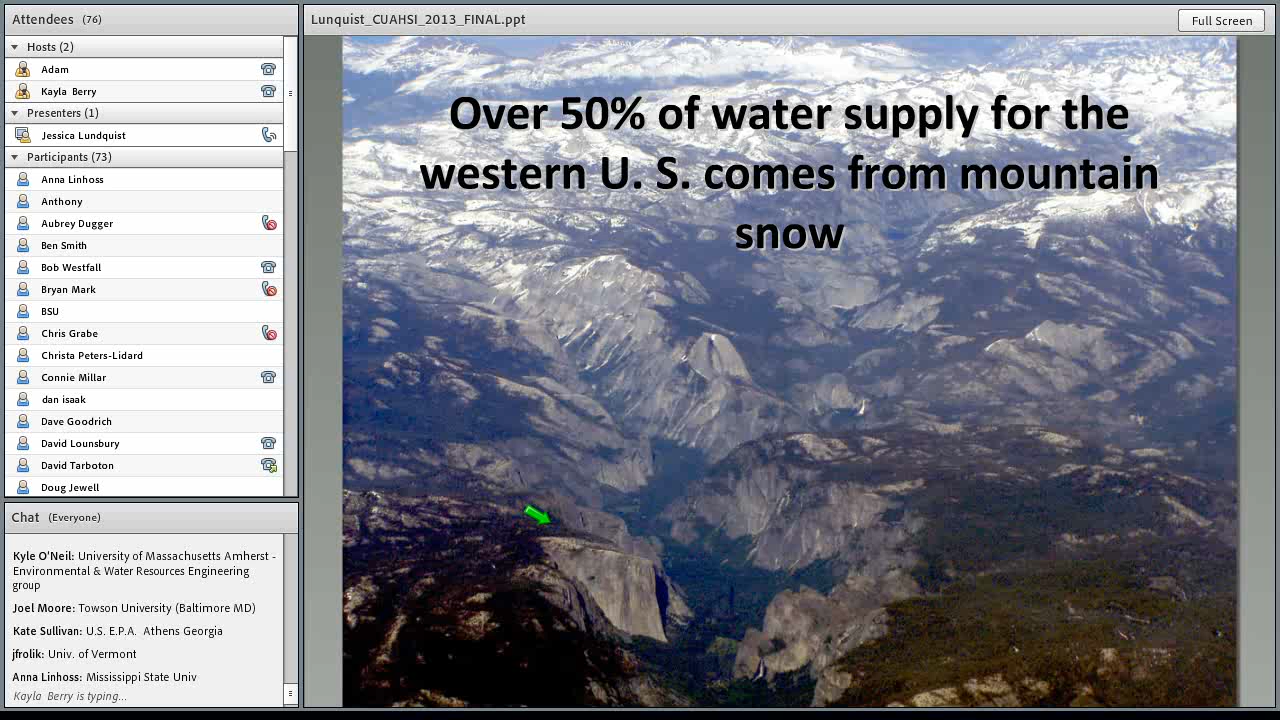 Attendees (76)
Hosts (2)
Adam
Kayla Berry
Presenters (1)
Jessica Lundquist
Participants (73)
Anna Linhoss
Anthony
Aubrey Dugger
Ben Smith
Bob Westfall
Bryan Mark
BSU
Chris Grabe
Christa Peters-Lidard
Connie Millar
dan isaak
Dave Goodrich
David Lounsbury
David Tarboton
Doug Jewell
Chat (Everyone)
Kyle O'Neil: University of Massachusetts Amherst -
Environmental & Water Resources Engineering
group
Joel Moore: Towson University (Baltimore MD)
Kate Sullivan: U.S. E.P.A. Athens Georgia
jfrolik: Univ. of Vermont
Anna Linhoss: Mississippi State Univ
Kayla Berry is typing...
Lunquist_CUAHSI_2013_FINAL.ppt
Full Screen
Over 50% of water supply for the
western U. S. comes from mountain
snow